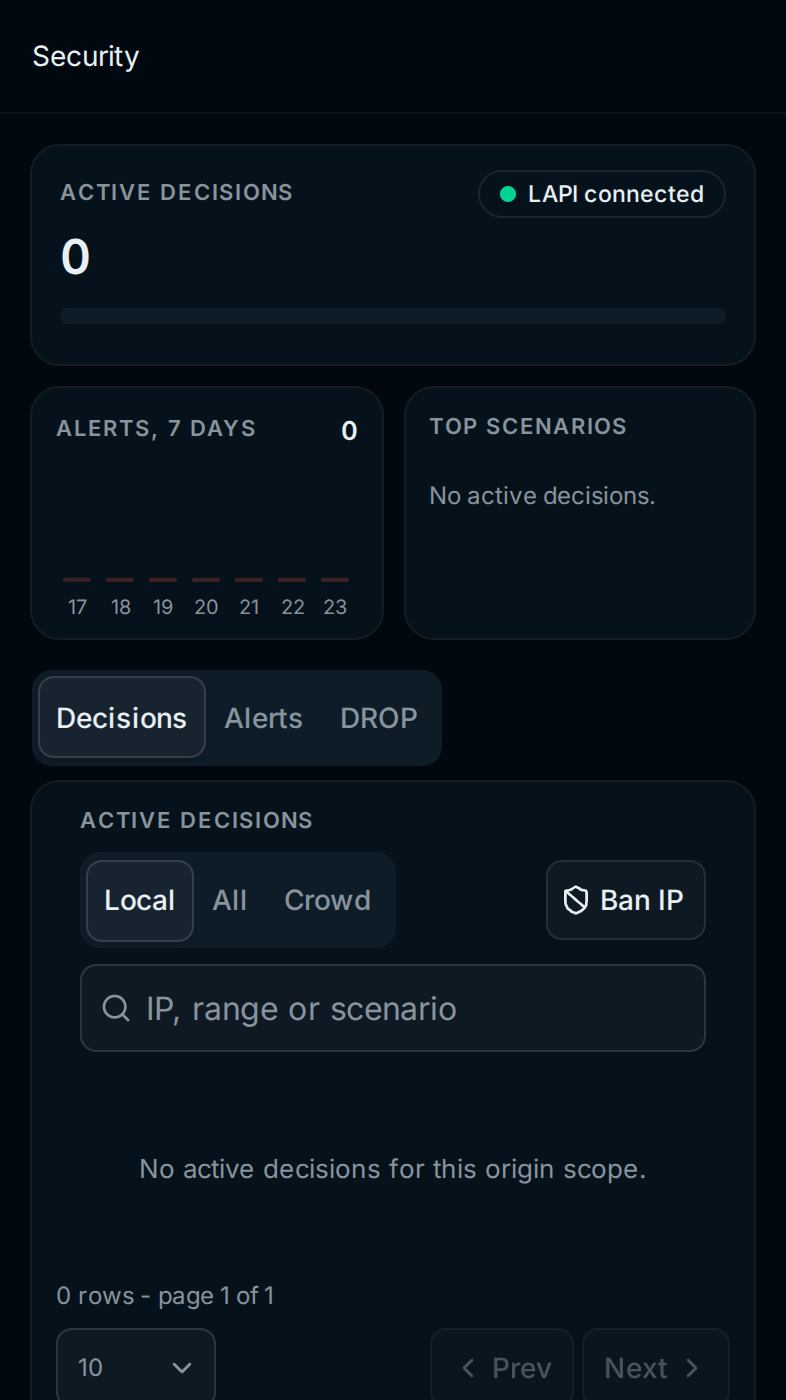 Security
ACTIVE DECISIONS
LAPI connected
0
ALERTS, 7 DAYS
0
17 18 19 20 21 22 23
TOP SCENARIOS
No active decisions.
Decisions Alerts DROP
ACTIVE DECISIONS
Local All Crowd
Ban IP
IP, range or scenario
No active decisions for this origin scope.
0 rows - page 1 of 1
10
Prev Next